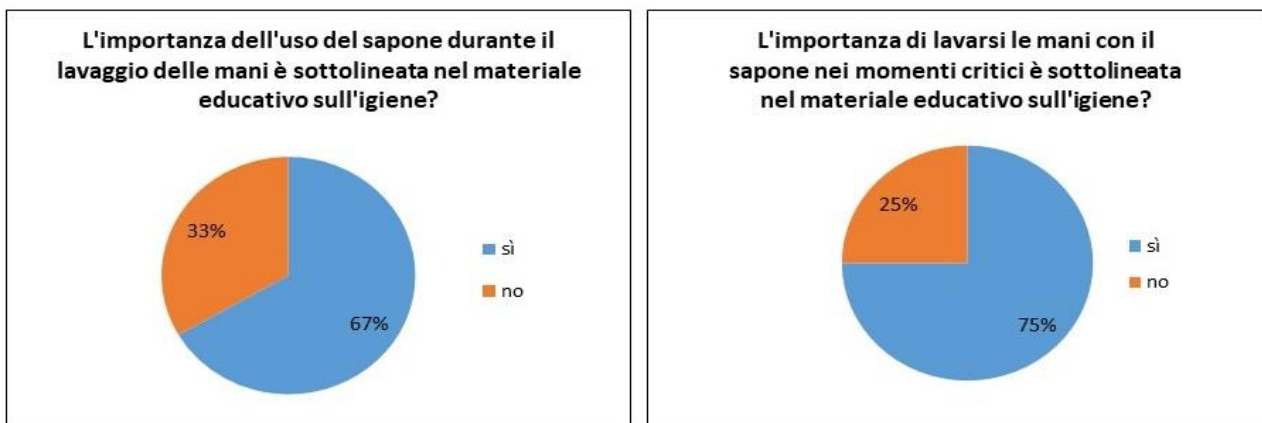 L'importanza dell'uso del sapone durante il
lavaggio delle mani è sottolineata nel materiale
educativo sull'igiene?
33%
67%
sì
no
L'importanza di lavarsi le mani con il
sapone nei momenti critici è sottolineata
nel materiale educativo sull'igiene?
25%
75%
sì
no